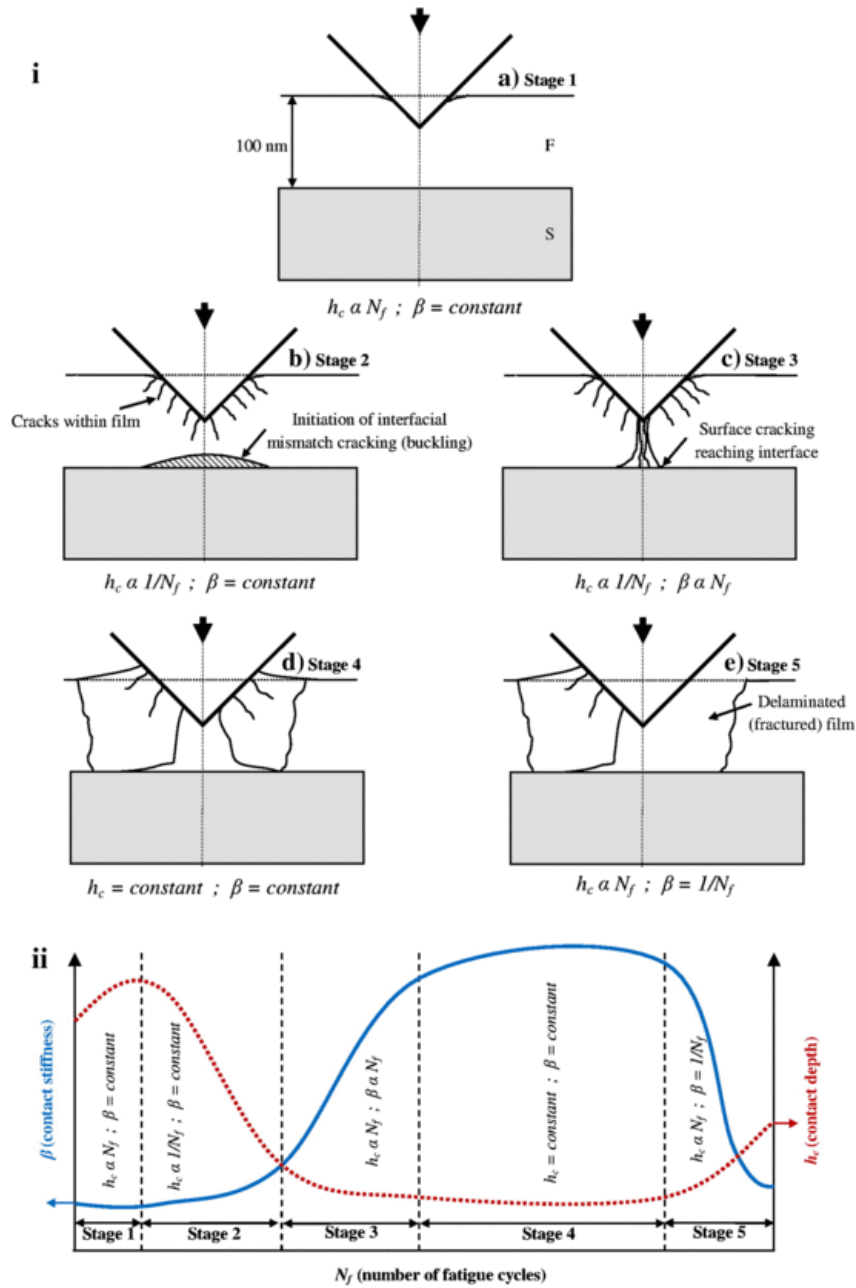 i
a) Stage 1
100 nm
F
S
h_c α N_f ; β = constant
b) Stage 2
Cracks within film
Initiation of interfacial
mismatch cracking (buckling)
h_c α 1/N_f ; β = constant
c) Stage 3
Surface cracking
reaching interface
h_c α 1/N_f ; β α N_f
d) Stage 4
h_c = constant ; β = constant
e) Stage 5
Delaminated
(fractured) film
h_c α N_f ; β = 1/N_f
ii
β (contact stiffness)
h_c α N_f ; β = constant
h_c α 1/N_f ; β = constant
h_c α N_f ; β α N_f
h_c = constant ; β = constant
h_c α N_f ; β = 1/N_f
h_c (contact depth)
Stage 1
Stage 2
Stage 3
Stage 4
Stage 5
N_f (number of fatigue cycles)